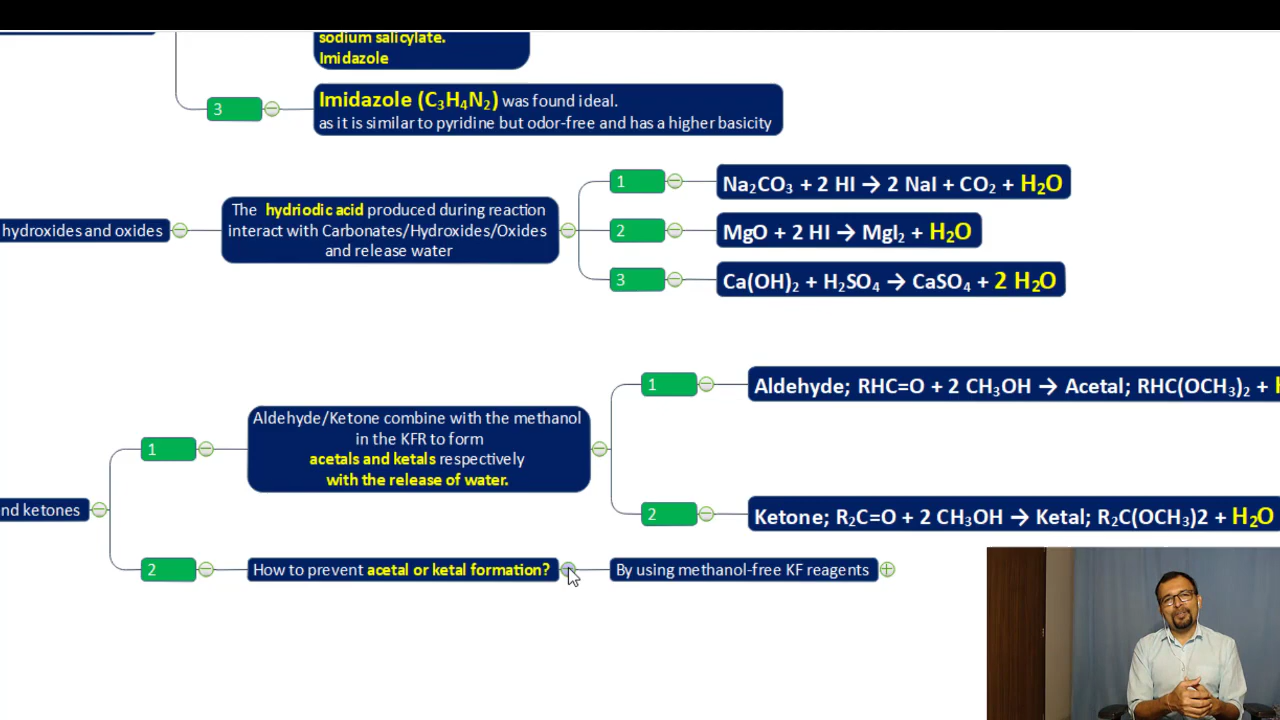 sodium salicylate.
Imidazole
3
Imidazole (C₃H₄N₂) was found ideal.
as it is similar to pyridine but odor-free and has a higher basicity
hydroxides and oxides
The hydriodic acid produced during reaction
interact with Carbonates/Hydroxides/Oxides
and release water
1
Na₂CO₃ + 2 HI → 2 NaI + CO₂ + H₂O
2
MgO + 2 HI → MgI₂ + H₂O
3
Ca(OH)₂ + H₂SO₄ → CaSO₄ + 2 H₂O
nd ketones
1
Aldehyde/Ketone combine with the methanol
in the KFR to form
acetals and ketals respectively
with the release of water.
1
Aldehyde; RHC=O + 2 CH₃OH → Acetal; RHC(OCH₃)₂ +
2
Ketone; R₂C=O + 2 CH₃OH → Ketal; R₂C(OCH₃)2 + H₂O
2
How to prevent acetal or ketal formation?
By using methanol-free KF reagents